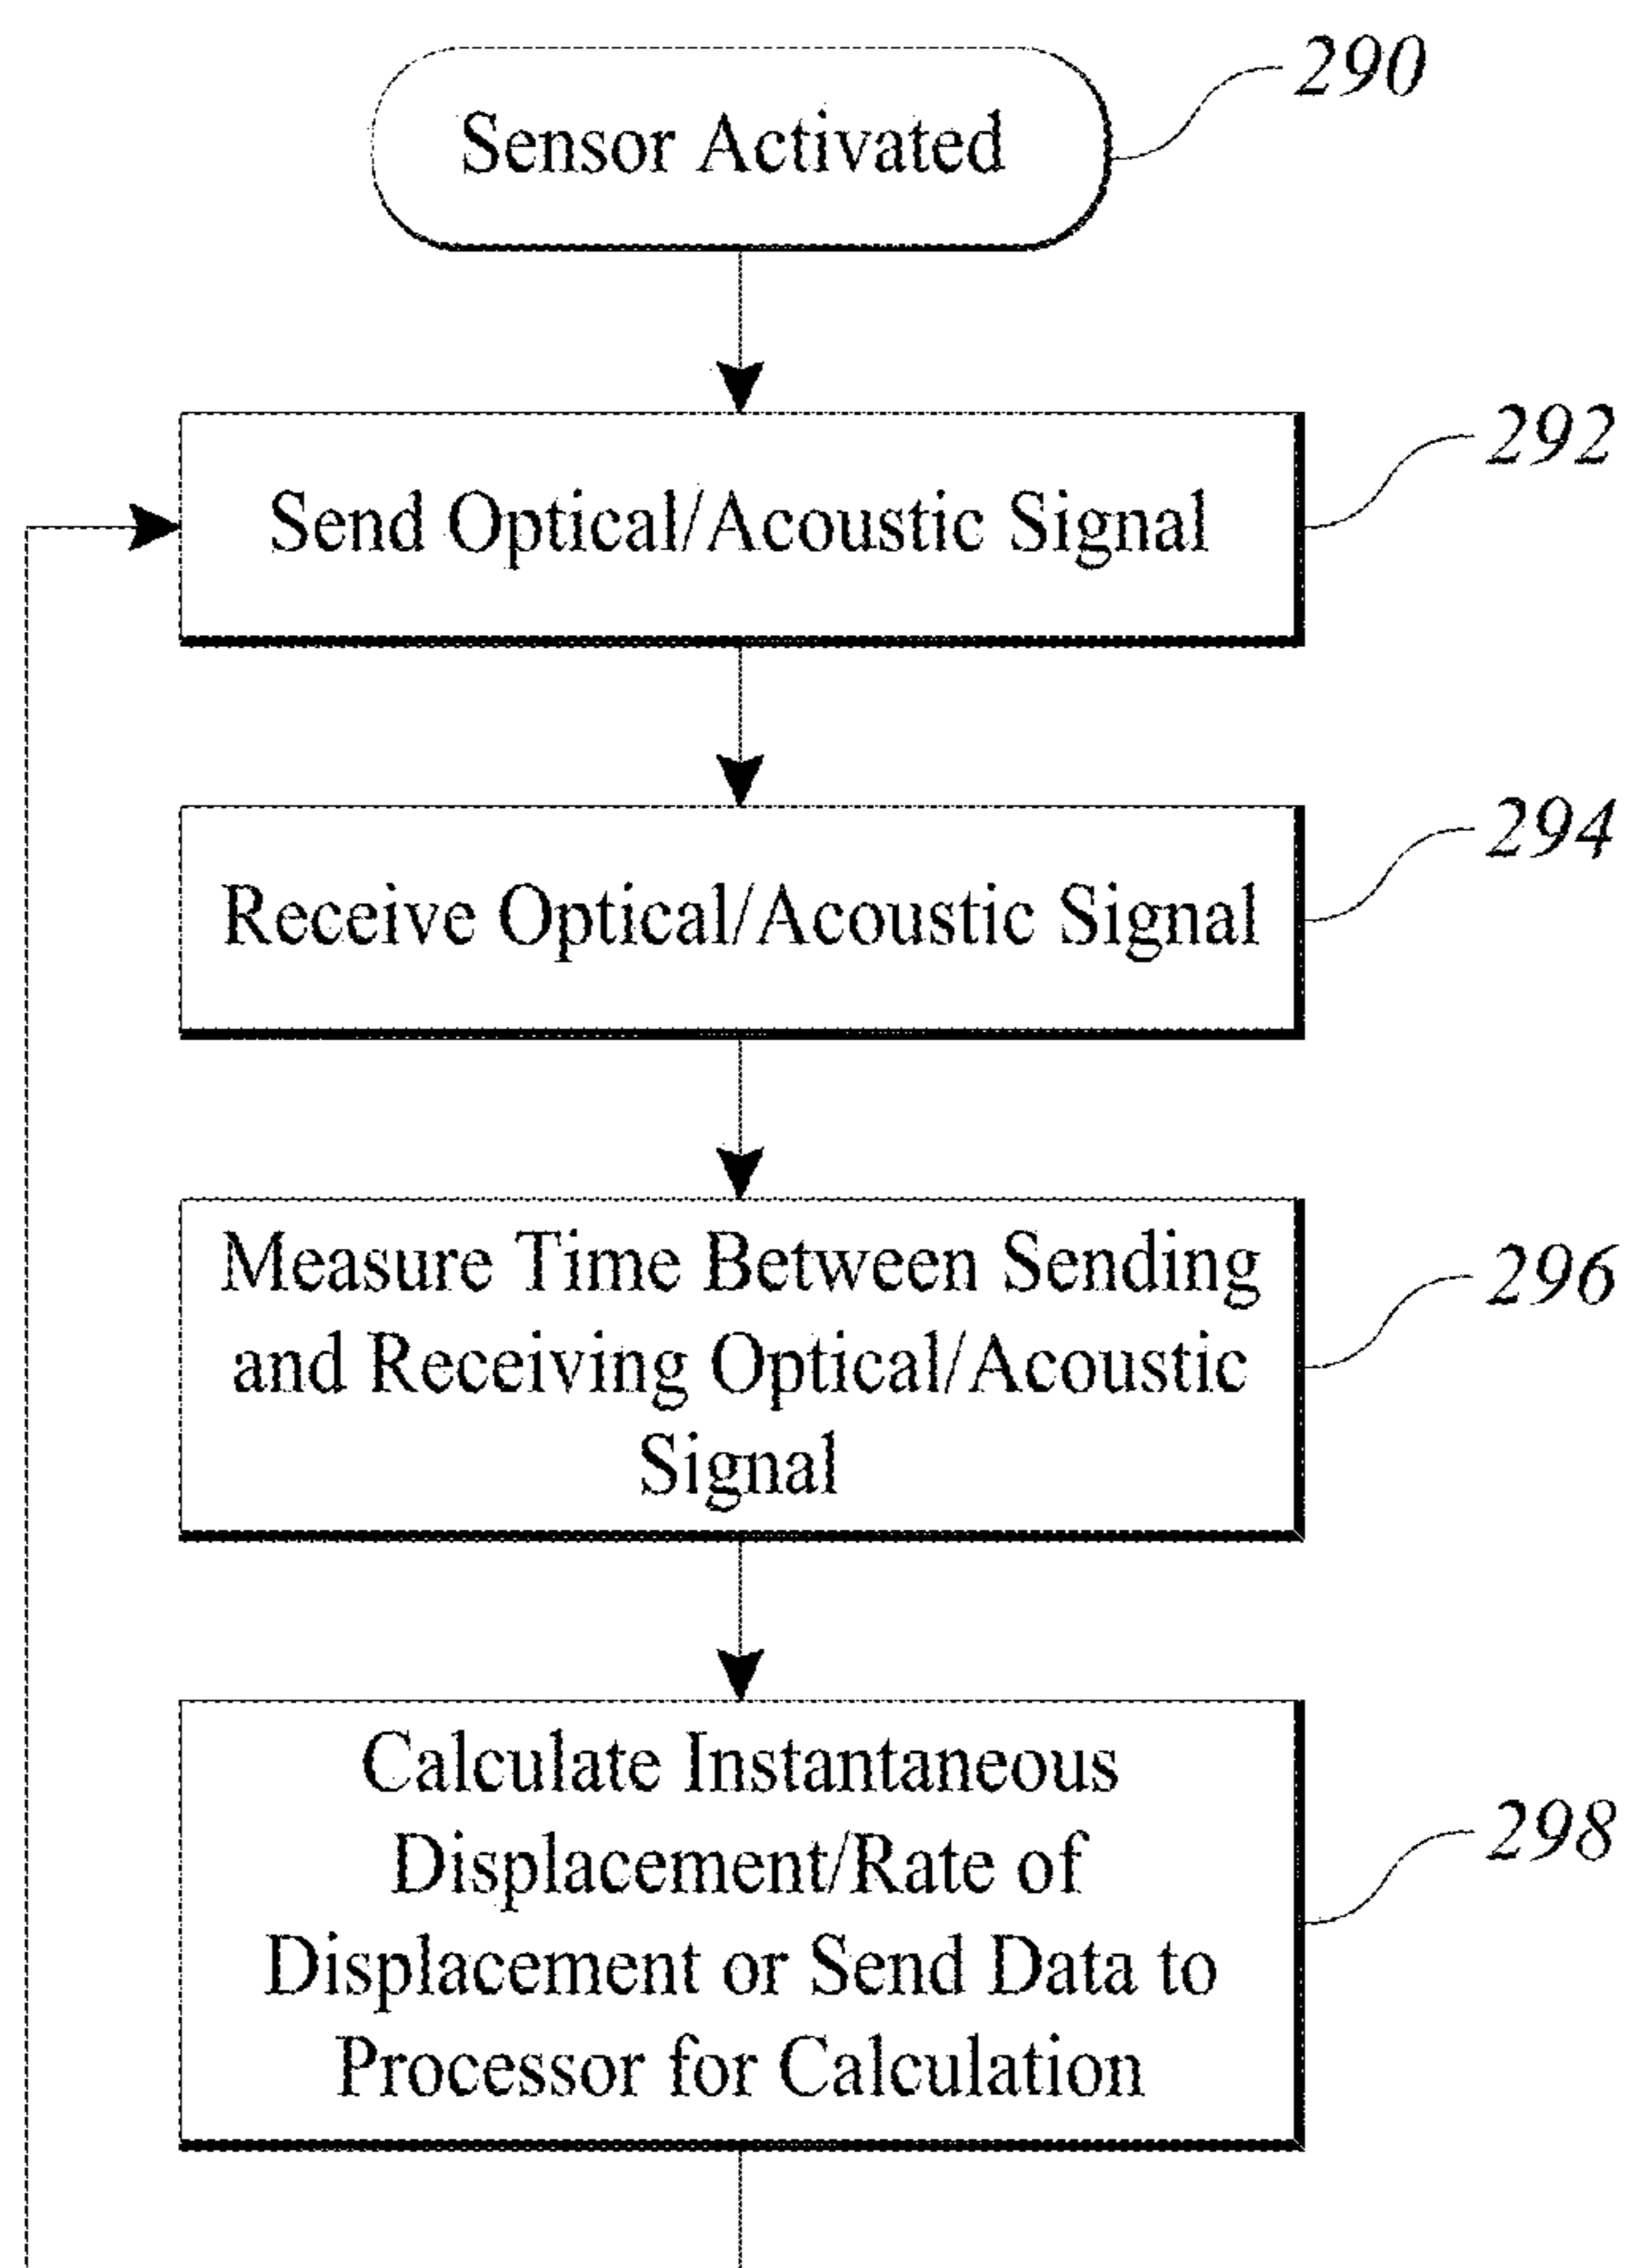 Sensor Activated
290
Send Optical/Acoustic Signal
292
Receive Optical/Acoustic Signal
294
Measure Time Between Sending
and Receiving Optical/Acoustic
Signal
296
Calculate Instantaneous
Displacement/Rate of
Displacement or Send Data to
Processor for Calculation
298